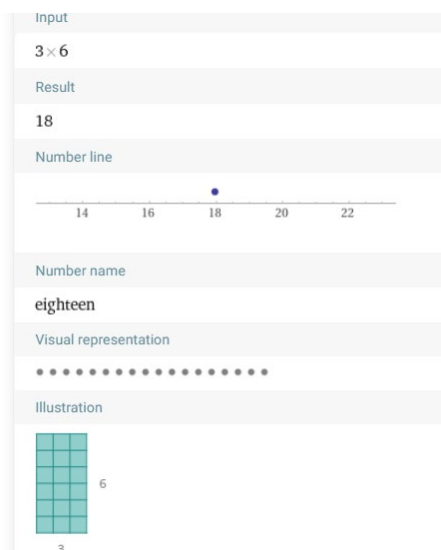 Input
3×6
Result
18
Number line
14 16 18 20 22
Number name
eighteen
Visual representation
Illustration
6
3